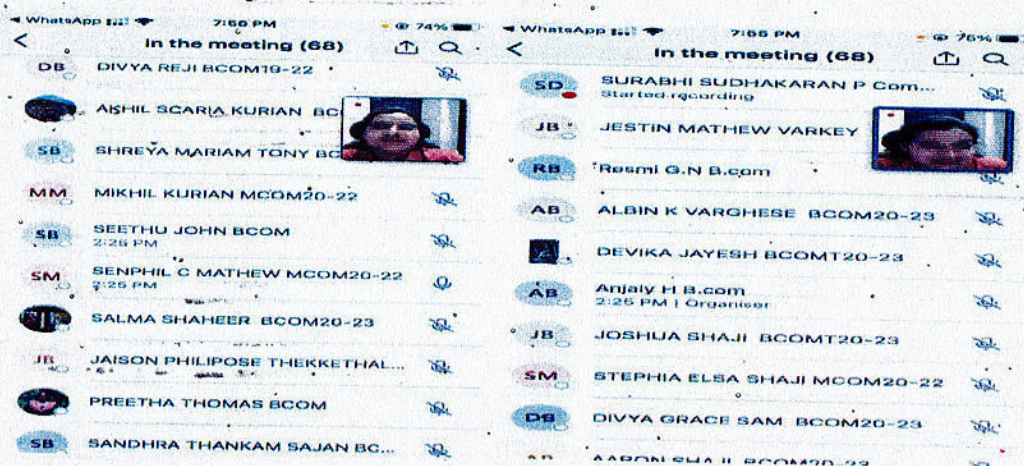 WhatsApp 7:56 PM 74%
In the meeting (68)
DB DIVYA REJI BCOM19-22
AISHIL SCARIA KURIAN BC
SB SHREYA MARIAM TONY BC
MM MIKHIL KURIAN MCOM20-22
SB SEETHU JOHN BCOM
2:25 PM
SM SENPHIL C MATHEW MCOM20-22
2:25 PM
SALMA SHAHEER BCOM20-23
JB JAISON PHILIPOSE THEKKETHAL...
PREETHA THOMAS BCOM
SB SANDHRA THANKAM SAJAN BC...
WhatsApp 7:56 PM 75%
In the meeting (68)
SD SURABHI SUDHAKARAN P Com...
Started recording
JB JESTIN MATHEW VARKEY
RB Resmi G.N B.com
AB ALBIN K VARGHESE BCOM20-23
DEVIKA JAYESH BCOMT20-23
AB Anjaly H B.com
2:25 PM | Organiser
JB JOSHUA SHAJI BCOMT20-23
SM STEPHIA ELSA SHAJI MCOM20-22
DB DIVYA GRACE SAM BCOM20-23
AARON SHAJI BCOM20-23